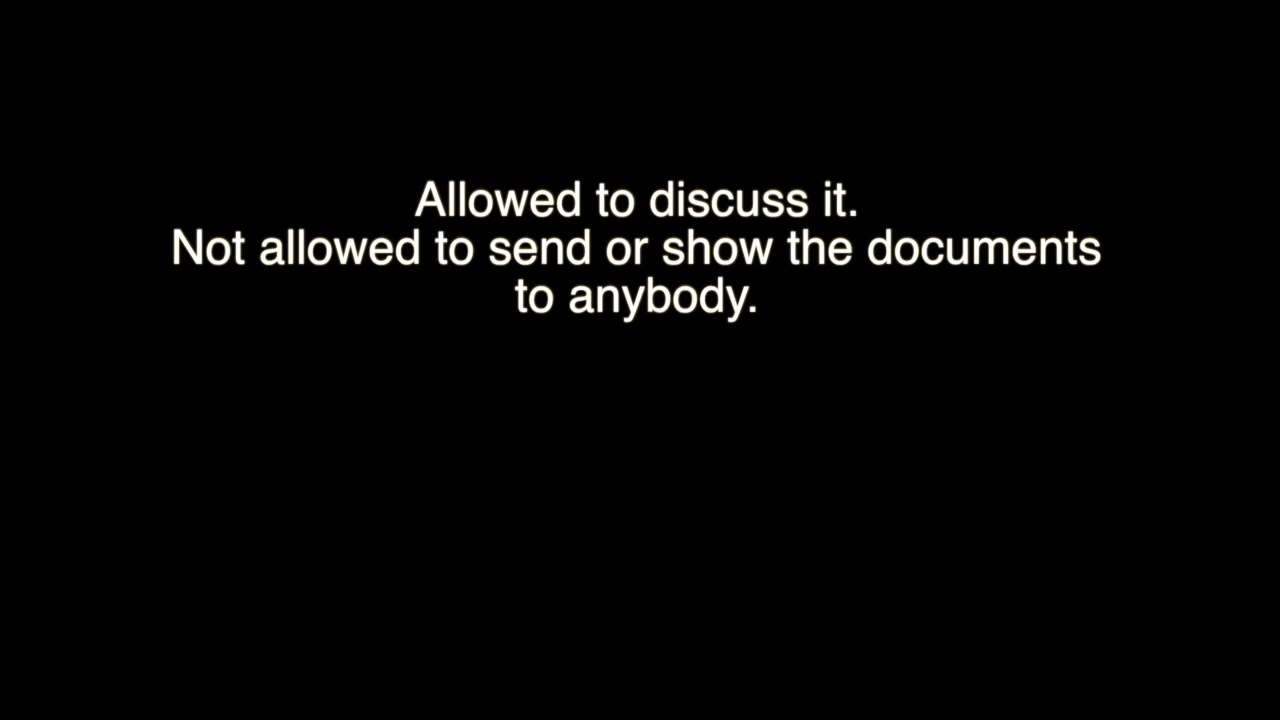 Allowed to discuss it.
Not allowed to send or show the documents
to anybody.